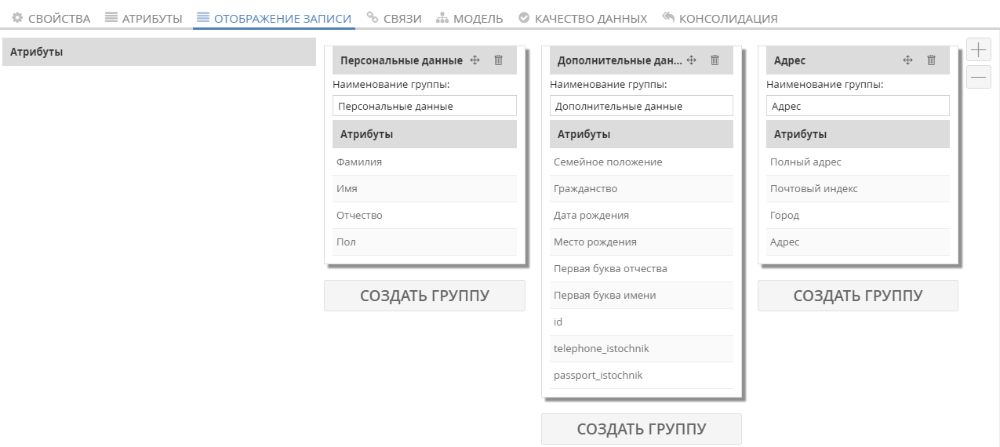 СВОЙСТВА АТРИБУТЫ ОТОБРАЖЕНИЕ ЗАПИСИ СВЯЗИ МОДЕЛЬ КАЧЕСТВО ДАННЫХ КОНСОЛИДАЦИЯ
Атрибуты
Персональные данные
Наименование группы:
Персональные данные
Атрибуты
Фамилия
Имя
Отчество
Пол
СОЗДАТЬ ГРУППУ
Дополнительные дан...
Наименование группы:
Дополнительные данные
Атрибуты
Семейное положение
Гражданство
Дата рождения
Место рождения
Первая буква отчества
Первая буква имени
id
telephone_istochnik
passport_istochnik
СОЗДАТЬ ГРУППУ
Адрес
Наименование группы:
Адрес
Атрибуты
Полный адрес
Почтовый индекс
Город
Адрес
СОЗДАТЬ ГРУППУ